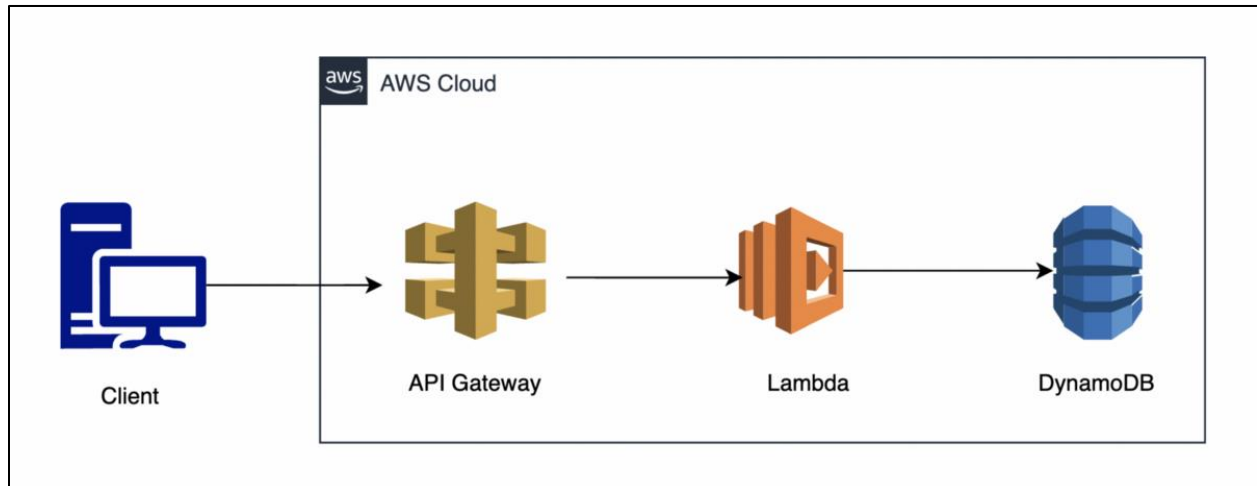 aws
AWS Cloud
Client
API Gateway
Lambda
DynamoDB